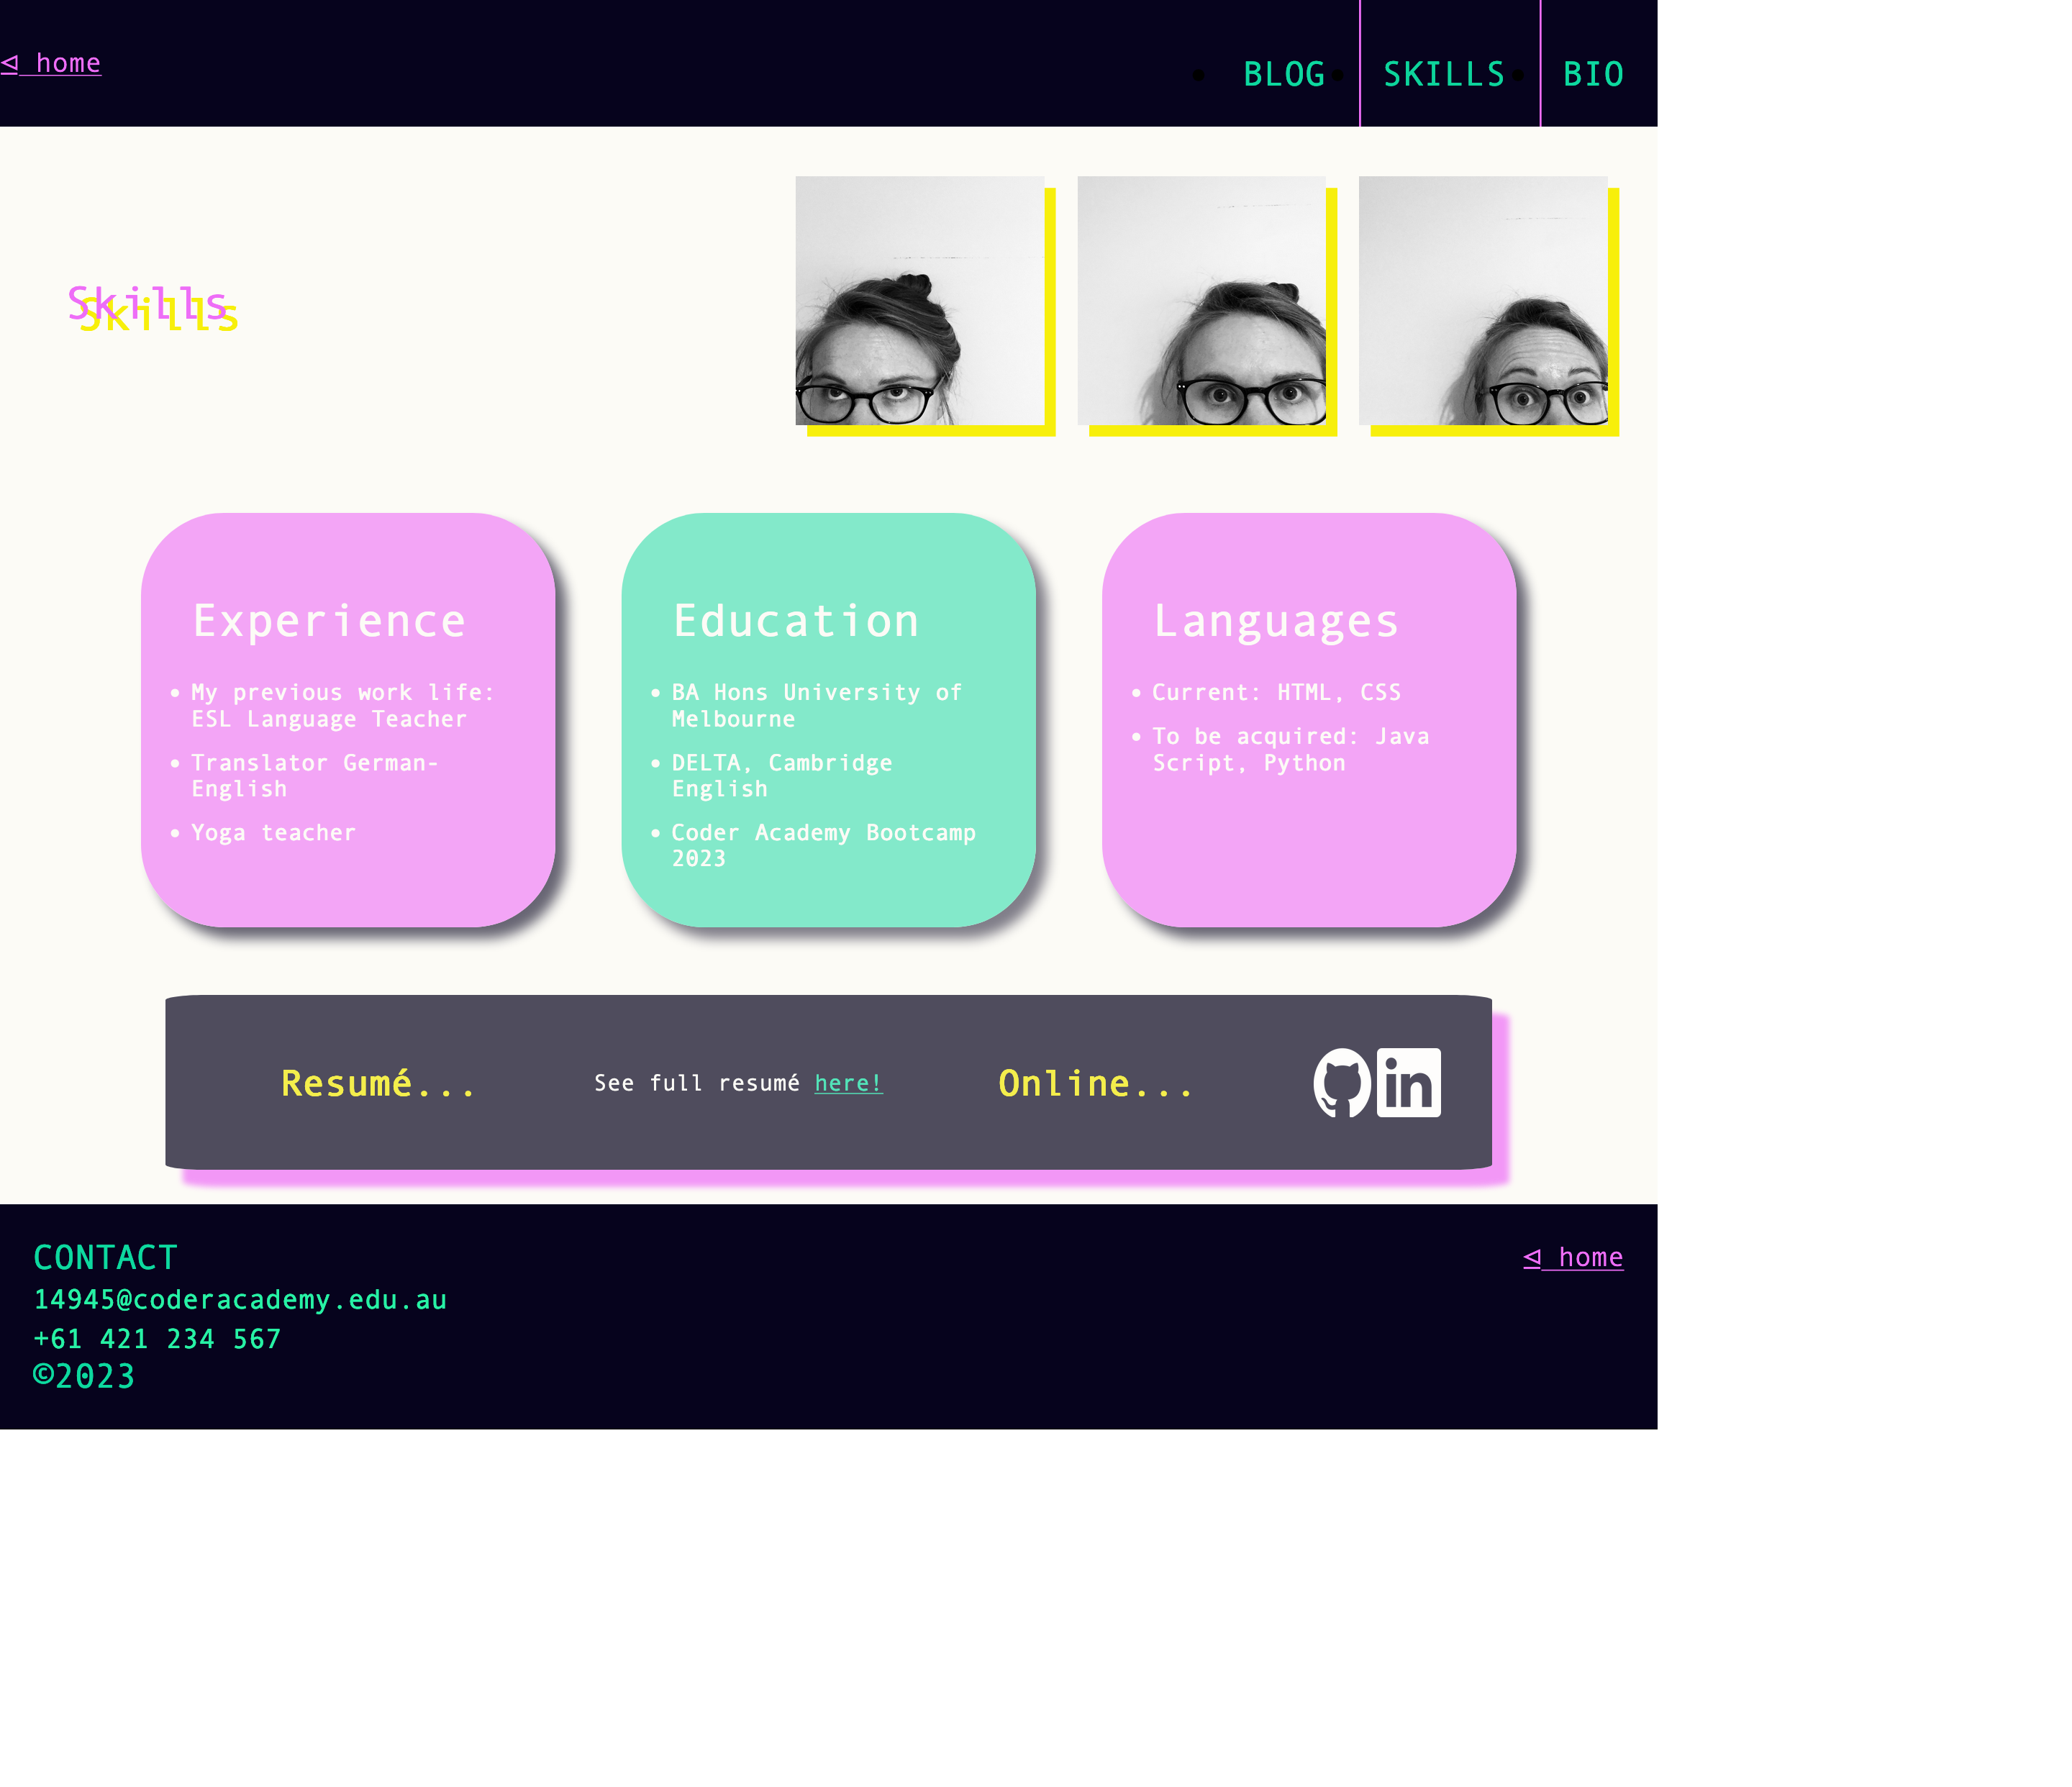 ⊲ home
BLOG
SKILLS
BIO
Skills
Experience
My previous work life:
ESL Language Teacher
Translator German-
English
Yoga teacher
Education
BA Hons University of
Melbourne
DELTA, Cambridge
English
Coder Academy Bootcamp
2023
Languages
Current: HTML, CSS
To be acquired: Java
Script, Python
Resumé...
See full resumé here!
Online...
in
CONTACT
14945@coderacademy.edu.au
+61 421 234 567
©2023
⊲ home